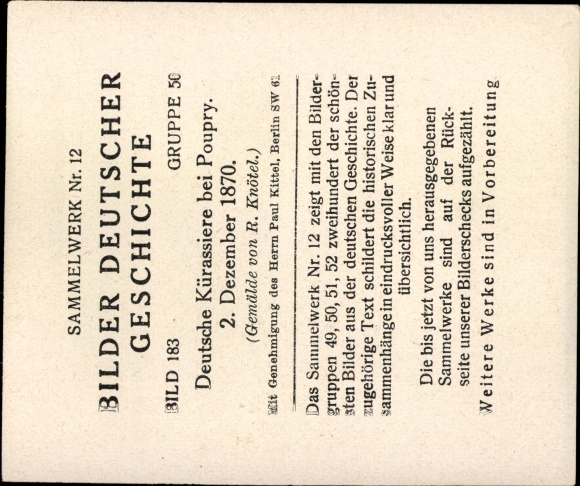 SAMMELWERK Nr. 12
BILDER DEUTSCHER
GESCHICHTE
BILD 183 GRUPPE 50
Deutsche Kürassiere bei Poupry.
2. Dezember 1870.
(Gemälde von R. Knötel.)
Mit Genehmigung des Herrn Paul Kittel, Berlin SW 61
Das Sammelwerk Nr. 12 zeigt mit den Bilder-
gruppen 49, 50, 51, 52 zweihundert der schön-
sten Bilder aus der deutschen Geschichte. Der
zugehörige Text schildert die historischen Zu-
sammenhänge in eindrucksvoller Weise klar und
übersichtlich.
Die bis jetzt von uns herausgegebenen
Sammelwerke sind auf der Rück-
seite unserer Bilderschecks aufgezählt.
Weitere Werke sind in Vorbereitung